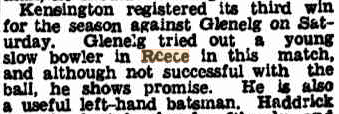 Kensington registered its third win
for the season against Glenelg on Sat-
urday. Glenelg tried out a young
slow bowler in Rcece in this match,
and although not successful with the
ball, he shows promise. He is also
a useful left-hand batsman. Haddrick